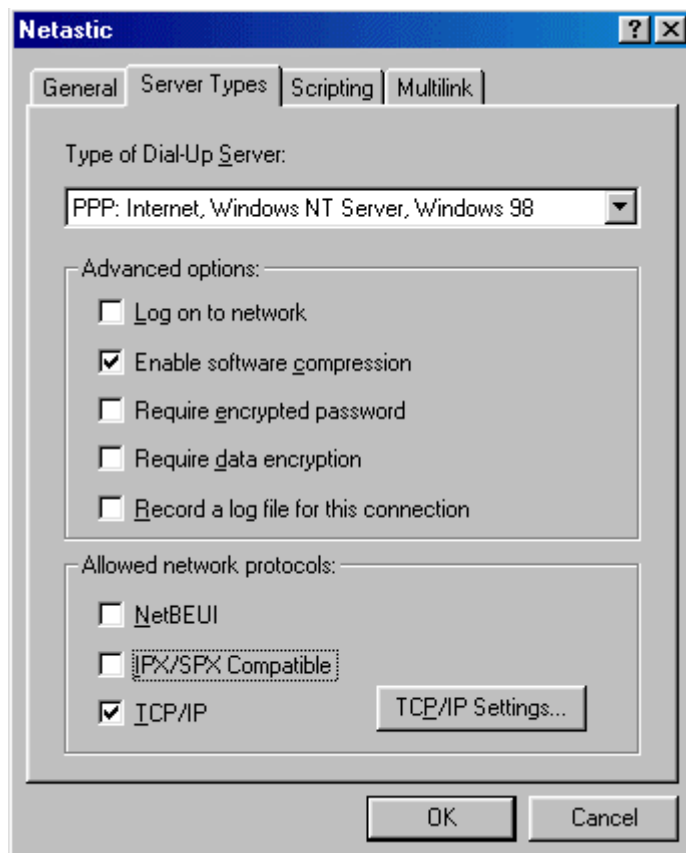 Netastic
General Server Types Scripting Multilink
Type of Dial-Up Server:
PPP: Internet, Windows NT Server, Windows 98
Advanced options:
Log on to network
Enable software compression
Require encrypted password
Require data encryption
Record a log file for this connection
Allowed network protocols:
NetBEUI
IPX/SPX Compatible
TCP/IP TCP/IP Settings...
OK Cancel